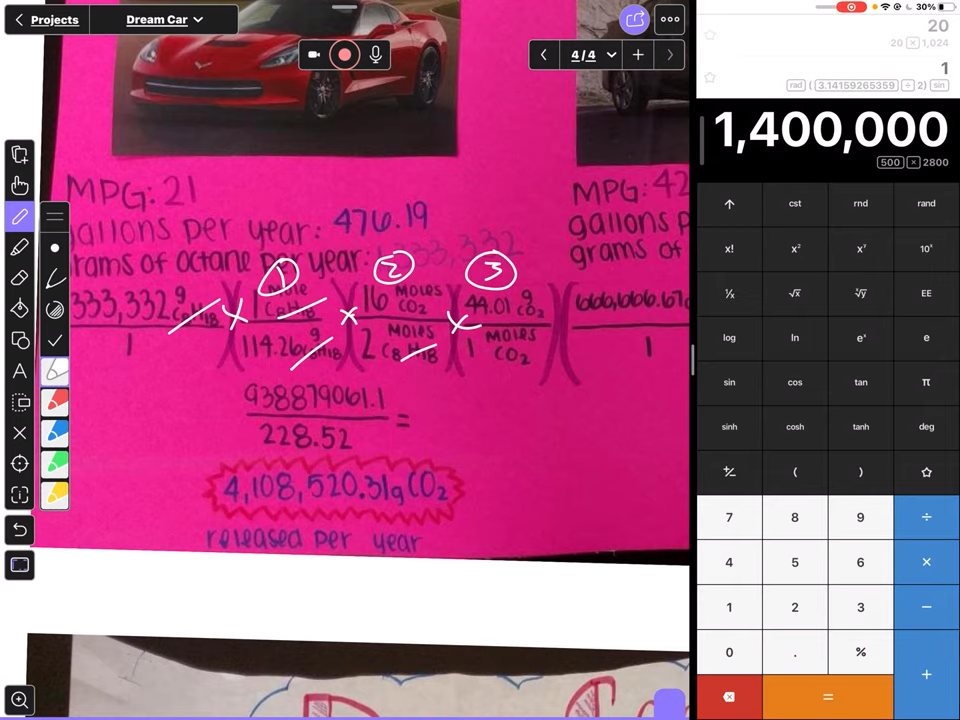 Projects
Dream Car
4/4
30%
20
20 × 1,024
1
rad ( 3.14159265359 ÷ 2) sin
1,400,000
500 × 2800
MPG: 21
gallons per year: 476.19
grams of octane per year: 1,333,332
MPG: 42
gallons p
grams of
① ② ③
333,332 g C8H18 × 1 mole C8H18 × 16 MOLES CO2 × 44.01 g CO2
1 114.26 g C8H18 2 MOLES C8H18 1 MOLES CO2
666,666.67
1
938879061.1
228.52
=
4,108,520.31g CO2
released per year
A
cst rnd rand
x! x² xʸ 10ˣ
¹/x √x ʸ√y EE
log ln eˣ e
sin cos tan π
sinh cosh tanh deg
+/- ( ) ☆
7 8 9 ÷
4 5 6 ×
1 2 3 −
0 . % +
=